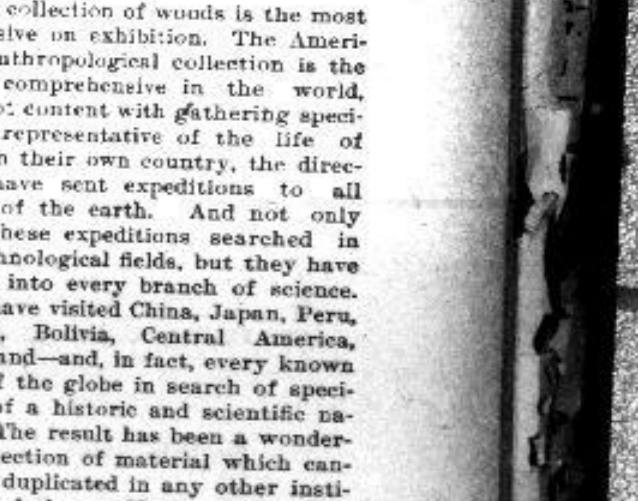 collection of woods is the most
sive on exhibition. The Ameri-
nthropological collection is the
comprehensive in the world,
content with gathering speci-
representative of the life of
n their own country, the direc-
have sent expeditions to all
of the earth. And not only
hese expeditions searched in
hnological fields, but they have
into every branch of science.
ave visited China, Japan, Peru,
, Bolivia, Central America,
nd—and, in fact, every known
f the globe in search of speci-
of a historic and scientific na-
The result has been a wonder-
ection of material which can-
duplicated in any other insti-